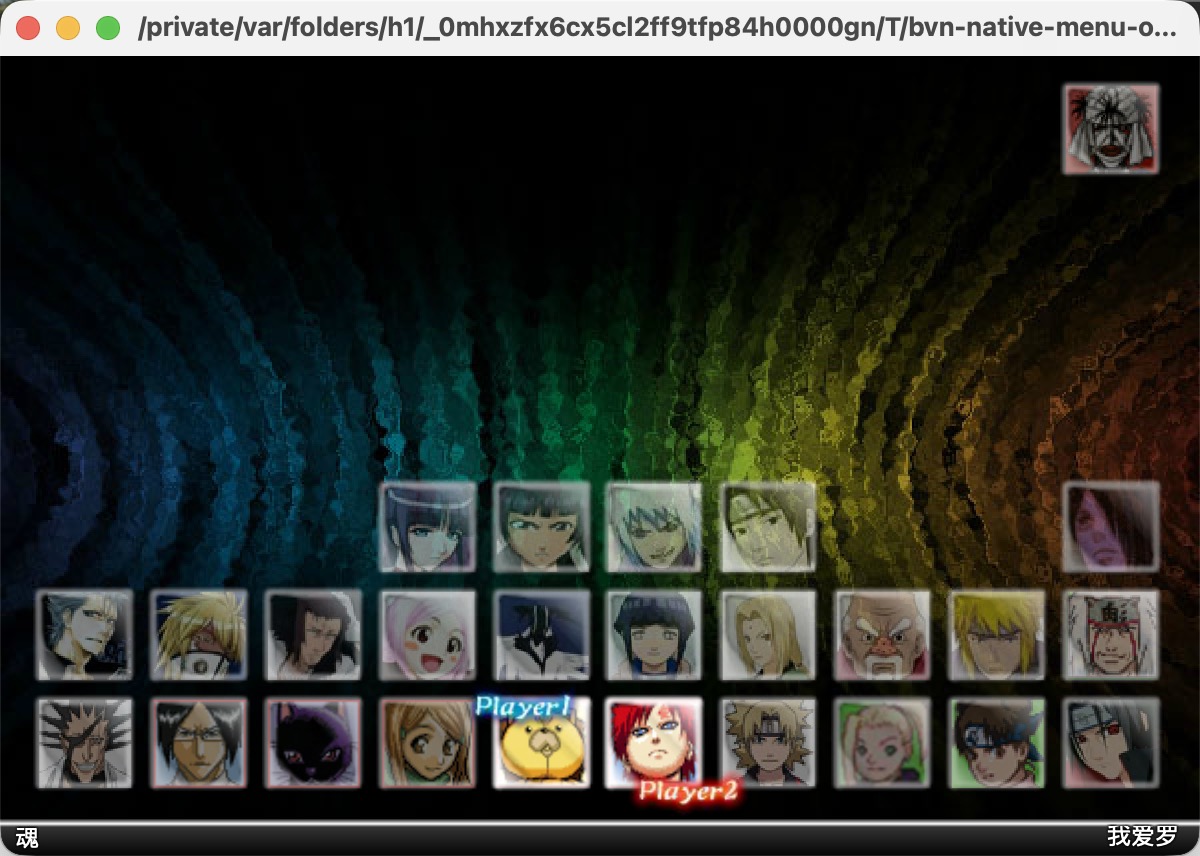 /private/var/folders/h1/_0mhxzfx6cx5cl2ff9tfp84h0000gn/T/bvn-native-menu-o...
Player1
Player2
魂
我爱罗